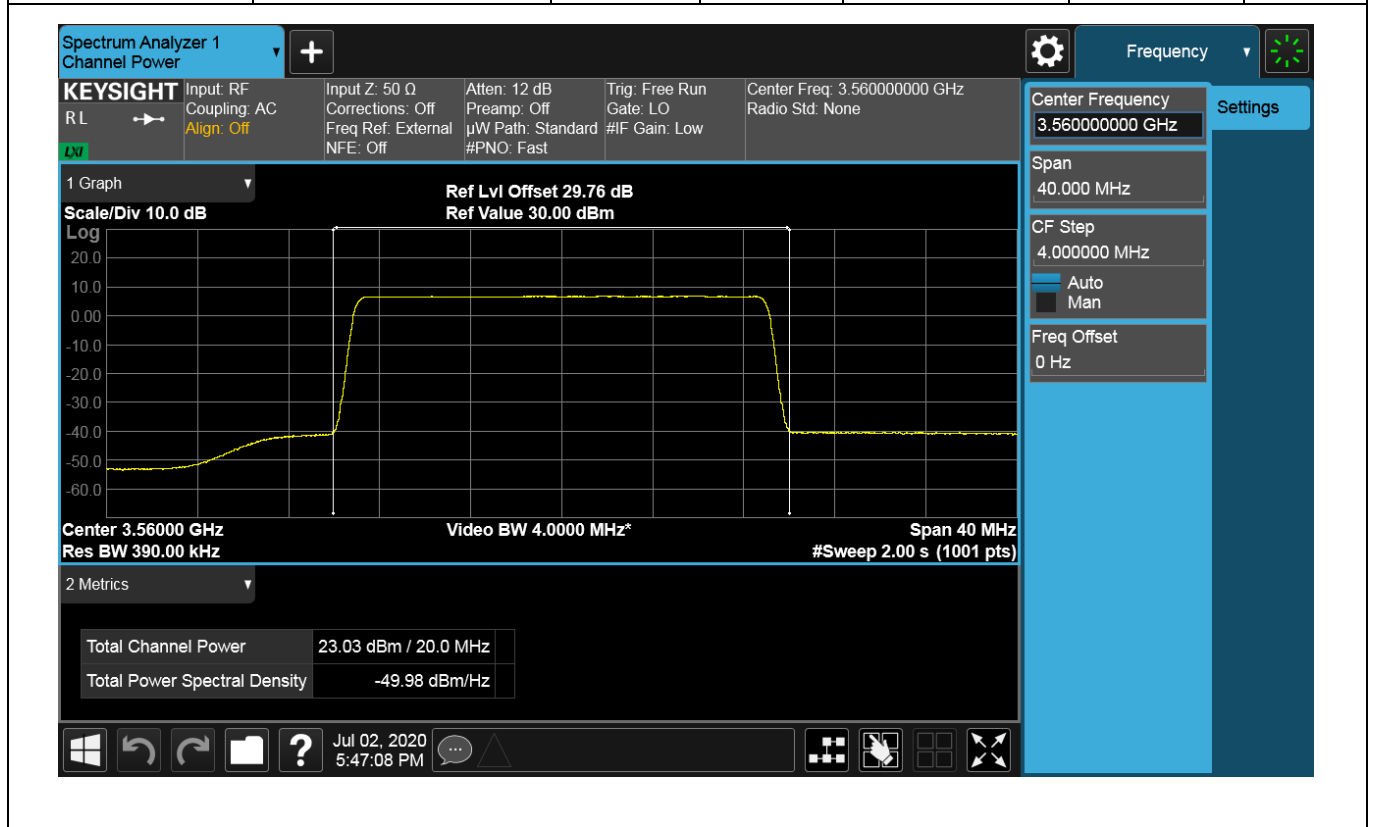 Spectrum Analyzer 1
Channel Power
Frequency
KEYSIGHT
RL
LXI
Input: RF
Coupling: AC
Align: Off
Input Z: 50 Ω
Corrections: Off
Freq Ref: External
NFE: Off
Atten: 12 dB
Preamp: Off
µW Path: Standard
#PNO: Fast
Trig: Free Run
Gate: LO
#IF Gain: Low
Center Freq: 3.560000000 GHz
Radio Std: None
Center Frequency
3.560000000 GHz
Settings
Span
40.000 MHz
CF Step
4.000000 MHz
Auto
Man
Freq Offset
0 Hz
1 Graph
Scale/Div 10.0 dB
Ref Lvl Offset 29.76 dB
Ref Value 30.00 dBm
Log
20.0
10.0
0.00
-10.0
-20.0
-30.0
-40.0
-50.0
-60.0
Center 3.56000 GHz
Video BW 4.0000 MHz*
Span 40 MHz
Res BW 390.00 kHz
#Sweep 2.00 s (1001 pts)
2 Metrics
Total Channel Power 23.03 dBm / 20.0 MHz
Total Power Spectral Density -49.98 dBm/Hz
?
Jul 02, 2020
5:47:08 PM